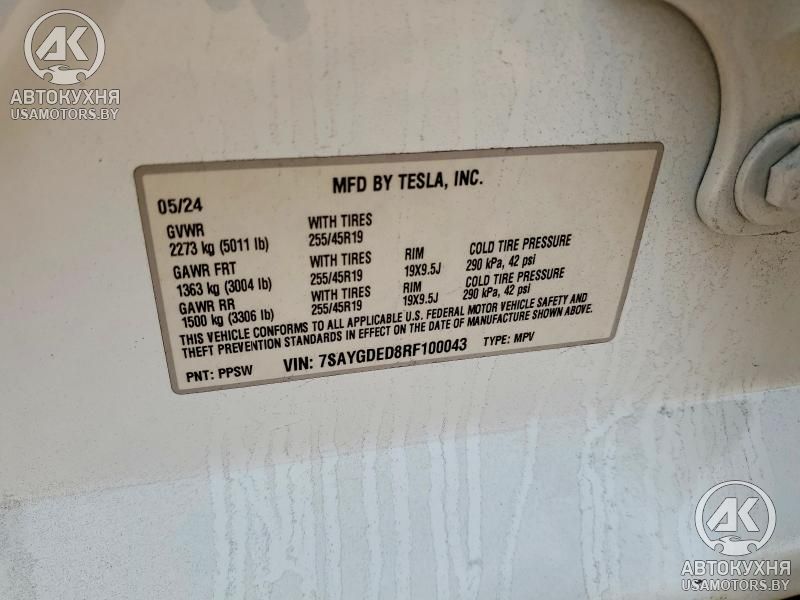 АК
АВТОКУХНЯ
USAMOTORS.BY
MFD BY TESLA, INC.
05/24
GVWR WITH TIRES
2273 kg (5011 lb) 255/45R19
GAWR FRT WITH TIRES RIM COLD TIRE PRESSURE
1363 kg (3004 lb) 255/45R19 19X9.5J 290 kPa, 42 psi
GAWR RR WITH TIRES RIM COLD TIRE PRESSURE
1500 kg (3306 lb) 255/45R19 19X9.5J 290 kPa, 42 psi
THIS VEHICLE CONFORMS TO ALL APPLICABLE U.S. FEDERAL MOTOR VEHICLE SAFETY AND
THEFT PREVENTION STANDARDS IN EFFECT ON THE DATE OF MANUFACTURE SHOWN ABOVE.
PNT: PPSW VIN: 7SAYGDED8RF100043 TYPE: MPV
АК
АВТОКУХНЯ
USAMOTORS.BY